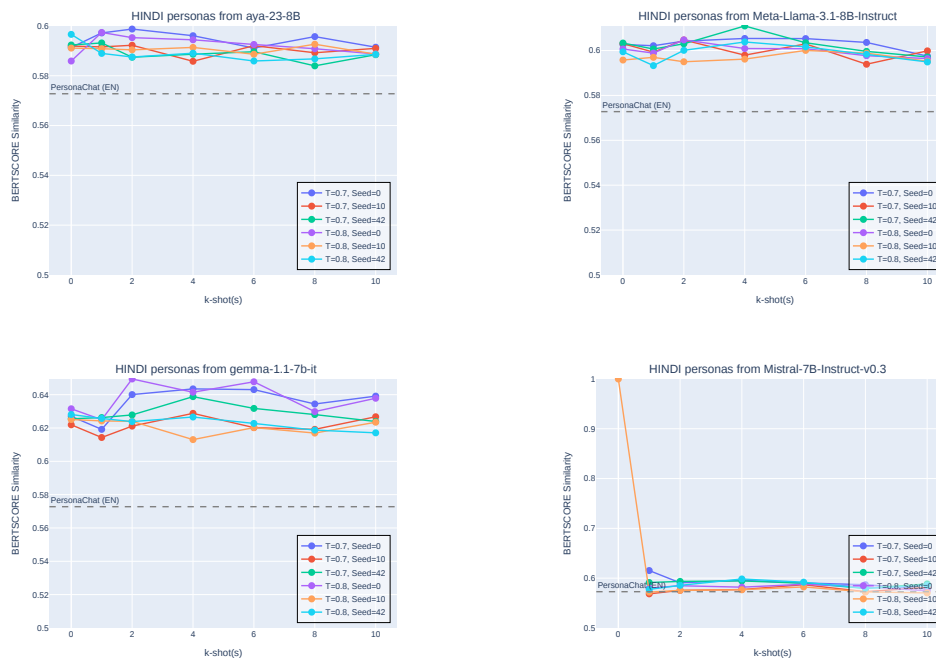 HINDI personas from aya-23-8B
0.6
0.58
0.56
0.54
0.52
0.5
BERTSCORE Similarity
PersonaChat (EN)
T=0.7, Seed=0
T=0.7, Seed=10
T=0.7, Seed=42
T=0.8, Seed=0
T=0.8, Seed=10
T=0.8, Seed=42
0 2 4 6 8 10
k-shot(s)
HINDI personas from Meta-Llama-3.1-8B-Instruct
0.6
0.58
0.56
0.54
0.52
0.5
BERTSCORE Similarity
PersonaChat (EN)
T=0.7, Seed=0
T=0.7, Seed=10
T=0.7, Seed=42
T=0.8, Seed=0
T=0.8, Seed=10
T=0.8, Seed=42
0 2 4 6 8 10
k-shot(s)
HINDI personas from gemma-1.1-7b-it
0.64
0.62
0.6
0.58
0.56
0.54
0.52
0.5
BERTSCORE Similarity
PersonaChat (EN)
T=0.7, Seed=0
T=0.7, Seed=10
T=0.7, Seed=42
T=0.8, Seed=0
T=0.8, Seed=10
T=0.8, Seed=42
0 2 4 6 8 10
k-shot(s)
HINDI personas from Mistral-7B-Instruct-v0.3
1
0.9
0.8
0.7
0.6
0.5
BERTSCORE Similarity
PersonaChat (EN)
T=0.7, Seed=0
T=0.7, Seed=10
T=0.7, Seed=42
T=0.8, Seed=0
T=0.8, Seed=10
T=0.8, Seed=42
0 2 4 6 8 10
k-shot(s)